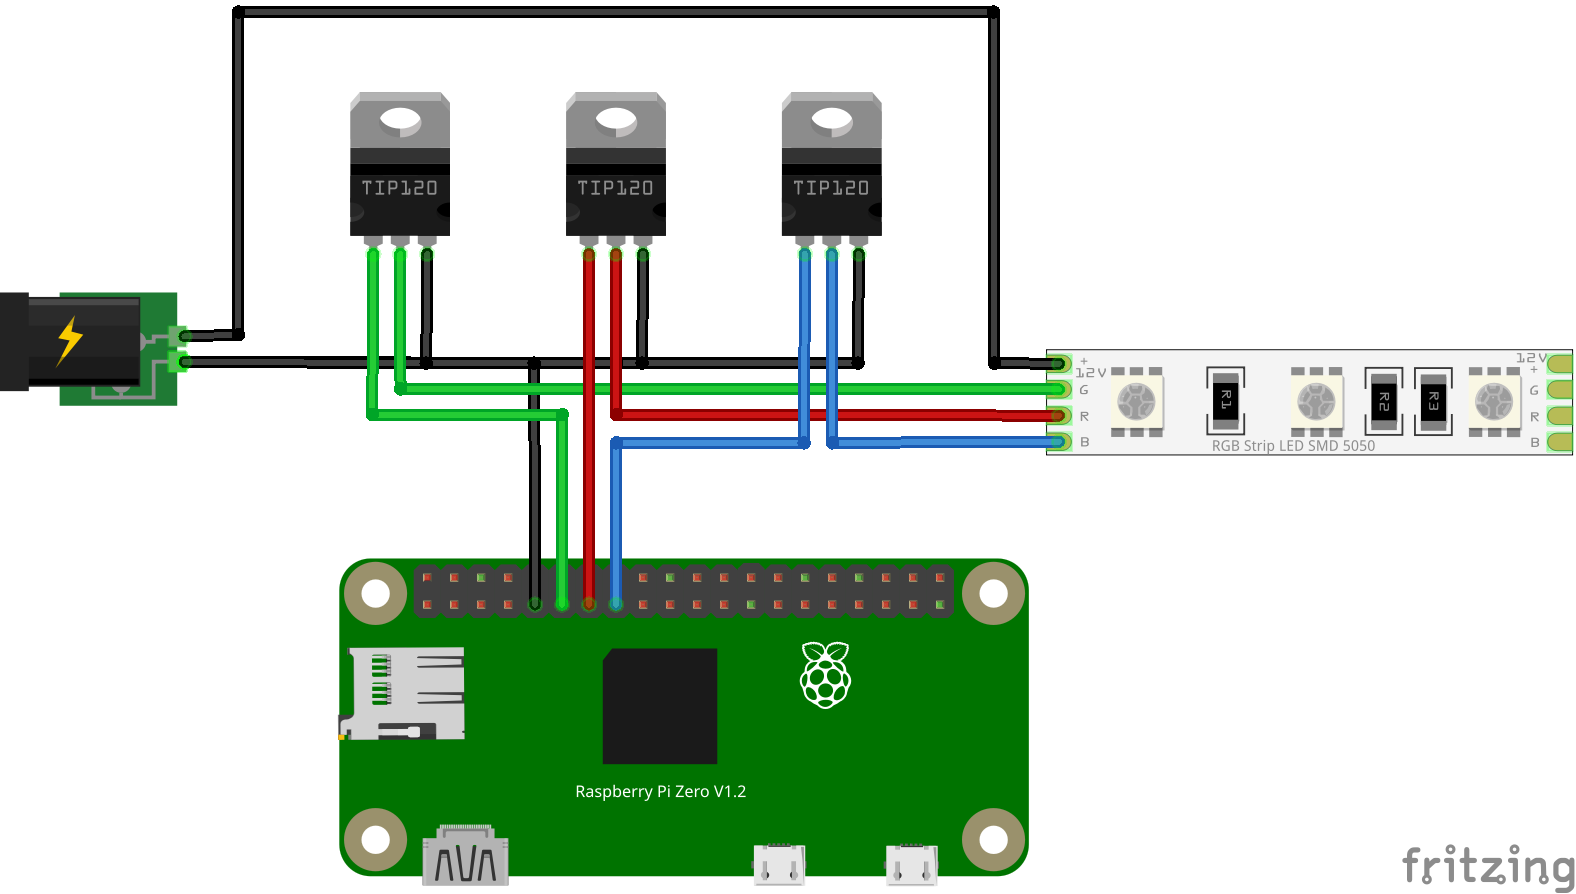 TIP120
TIP120
TIP120
+
12V
G
R
B
R1
R2
R3
12V
+
G
R
B
RGB Strip LED SMD 5050
Raspberry Pi Zero V1.2
fritzing